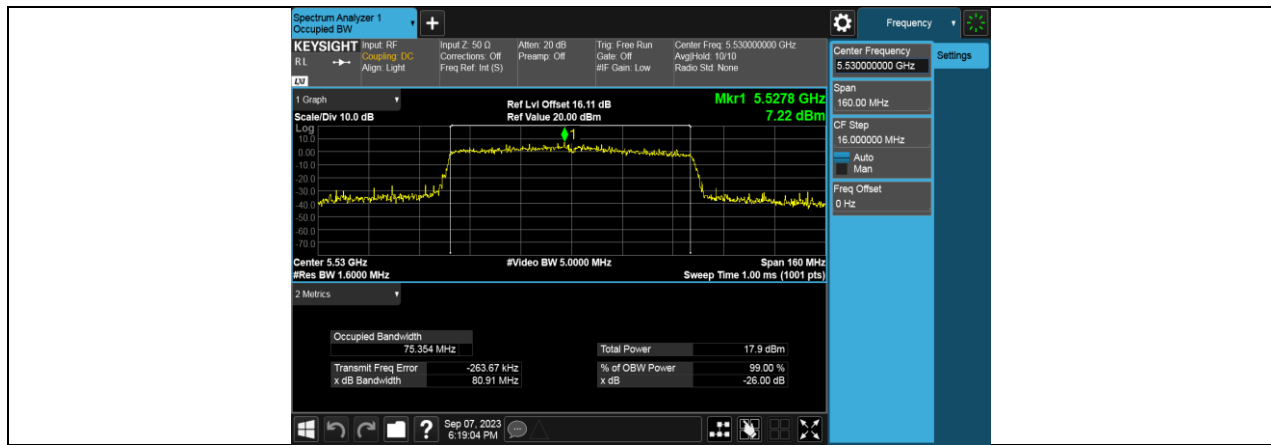 Spectrum Analyzer 1
Occupied BW
Frequency
KEYSIGHT Input: RF Input Z: 50 Ω Atten: 20 dB Trig: Free Run Center Freq: 5.530000000 GHz
R L Coupling: DC Corrections: Off Preamp: Off Gate: Off Avg|Hold: 10/10
Align: Light Freq Ref: Int (S) #IF Gain: Low Radio Std: None
LXI
Center Frequency
5.530000000 GHz
Settings
Span
160.00 MHz
CF Step
16.000000 MHz
Auto
Man
Freq Offset
0 Hz
1 Graph Ref Lvl Offset 16.11 dB Mkr1 5.5278 GHz
Scale/Div 10.0 dB Ref Value 20.00 dBm 7.22 dBm
Log
10.0
1
0.00
-10.0
-20.0
-30.0
-40.0
-50.0
-60.0
-70.0
Center 5.53 GHz #Video BW 5.0000 MHz Span 160 MHz
#Res BW 1.6000 MHz Sweep Time 1.00 ms (1001 pts)
2 Metrics
Occupied Bandwidth
75.354 MHz Total Power 17.9 dBm
Transmit Freq Error -263.67 kHz % of OBW Power 99.00 %
x dB Bandwidth 80.91 MHz x dB -26.00 dB
Sep 07, 2023
6:19:04 PM